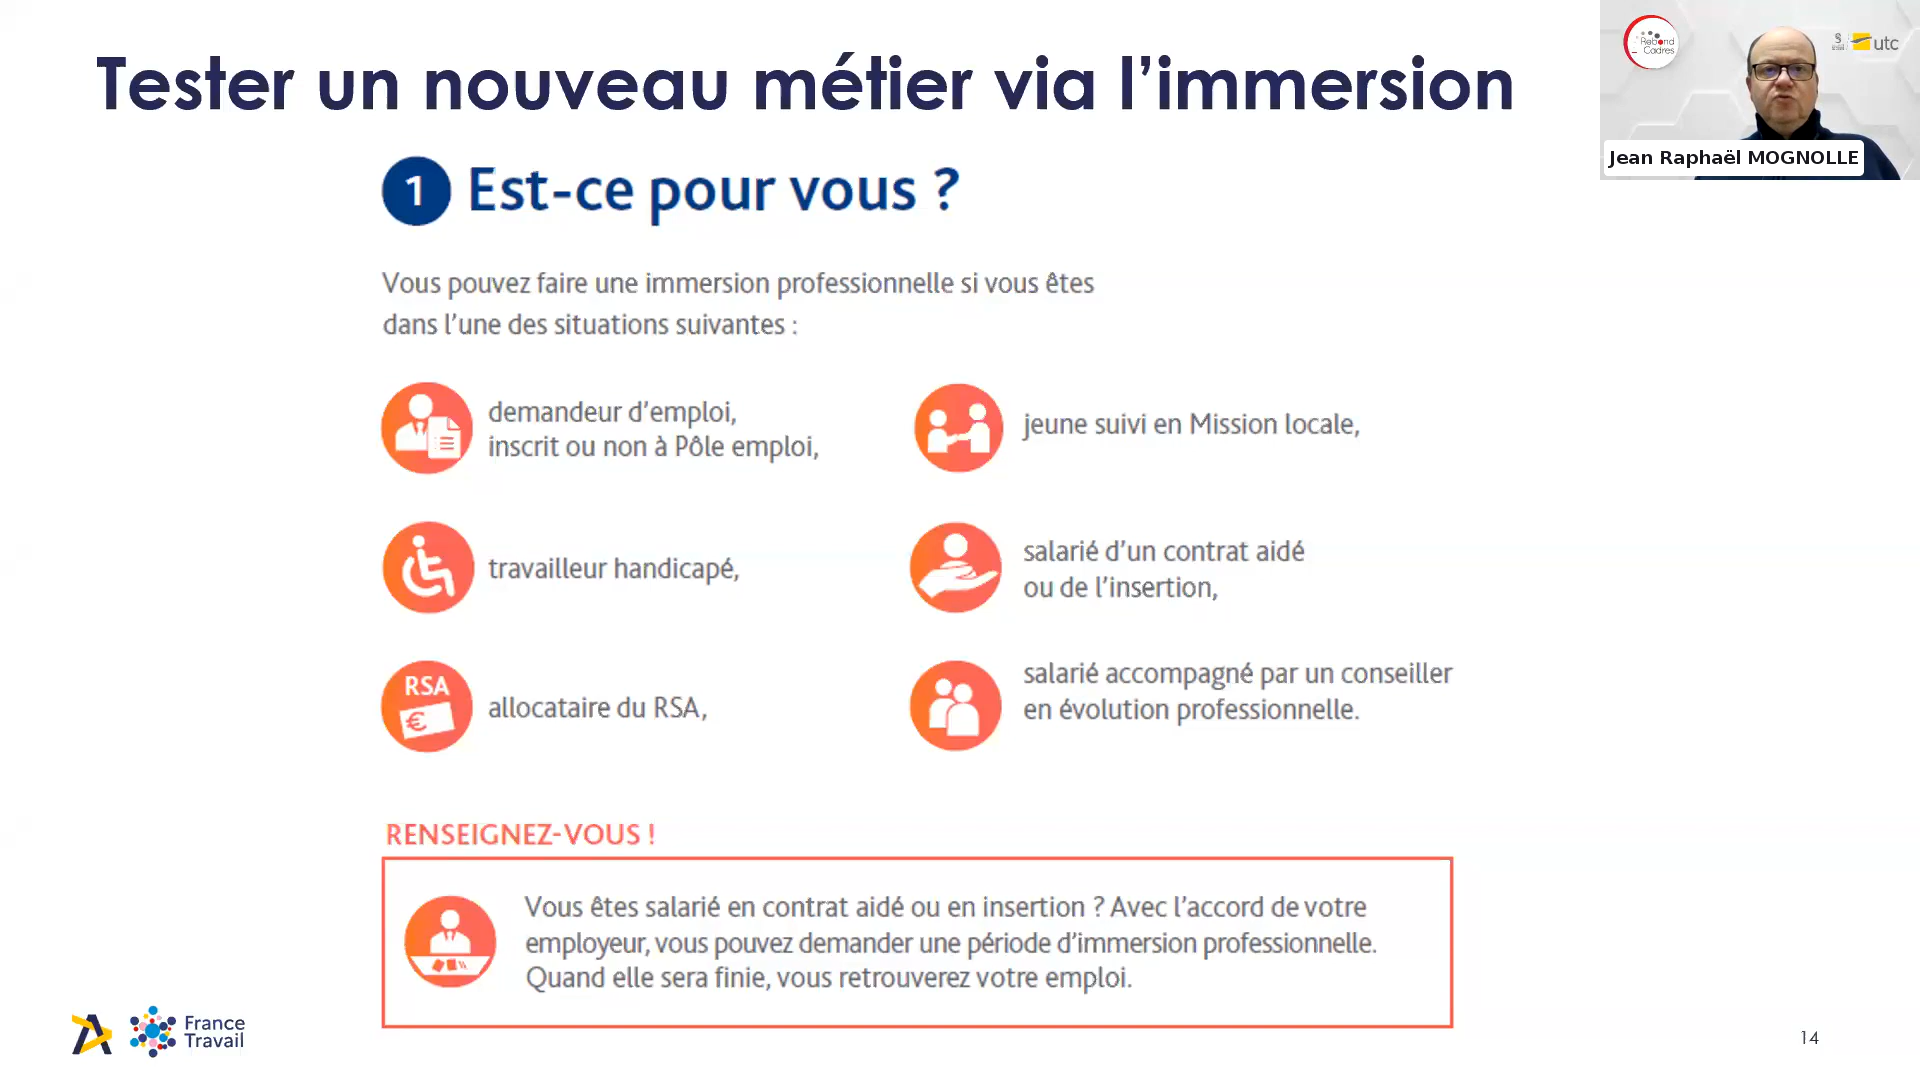 Tester un nouveau métier via l’immersion
Rebond
Cadres
utc
Jean Raphaël MOGNOLLE
1 Est-ce pour vous ?
Vous pouvez faire une immersion professionnelle si vous êtes
dans l’une des situations suivantes :
demandeur d’emploi,
inscrit ou non à Pôle emploi,
jeune suivi en Mission locale,
travailleur handicapé,
salarié d’un contrat aidé
ou de l’insertion,
RSA
€
allocataire du RSA,
salarié accompagné par un conseiller
en évolution professionnelle.
RENSEIGNEZ-VOUS !
Vous êtes salarié en contrat aidé ou en insertion ? Avec l’accord de votre
employeur, vous pouvez demander une période d’immersion professionnelle.
Quand elle sera finie, vous retrouverez votre emploi.
France
Travail
14